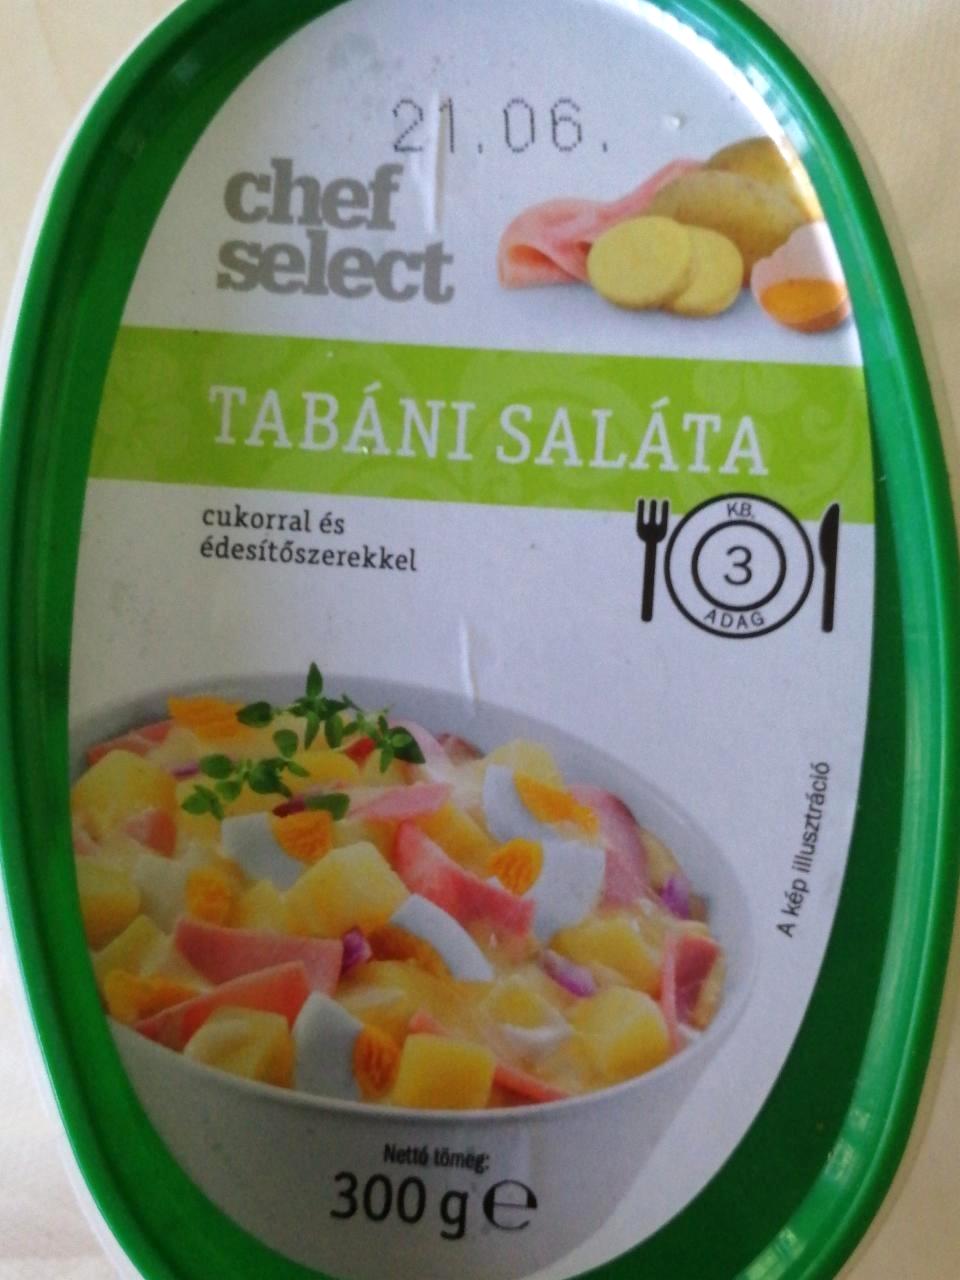 21.06.
chef
select
TABÁNI SALÁTA
cukorral és
édesítőszerekkel
KB.
3
ADAG
A kép illusztráció
Nettó tömeg:
300 g e